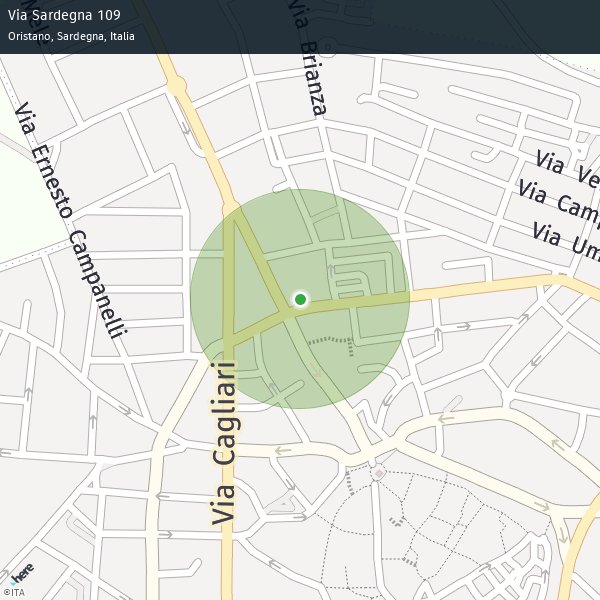 Via Sardegna 109
Oristano, Sardegna, Italia
Via Brianza
Via Ernesto Campanelli
Via Ve
Via Camp
Via Um
Via Cagliari
here
©ITA